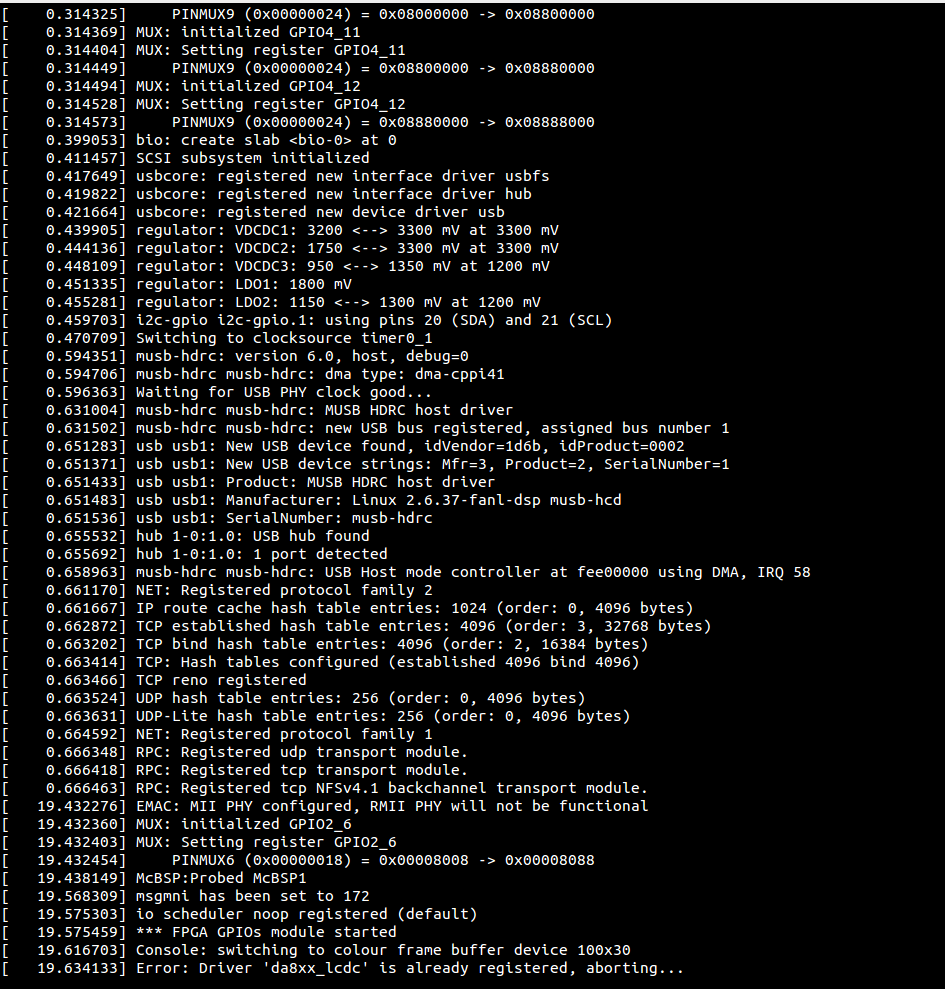 [    0.314325]     PINMUX9 (0x00000024) = 0x08000000 -> 0x08800000
[    0.314369] MUX: initialized GPIO4_11
[    0.314404] MUX: Setting register GPIO4_11
[    0.314449]     PINMUX9 (0x00000024) = 0x08800000 -> 0x08880000
[    0.314494] MUX: initialized GPIO4_12
[    0.314528] MUX: Setting register GPIO4_12
[    0.314573]     PINMUX9 (0x00000024) = 0x08880000 -> 0x08888000
[    0.399053] bio: create slab <bio-0> at 0
[    0.411457] SCSI subsystem initialized
[    0.417649] usbcore: registered new interface driver usbfs
[    0.419822] usbcore: registered new interface driver hub
[    0.421664] usbcore: registered new device driver usb
[    0.439905] regulator: VDCDC1: 3200 <--> 3300 mV at 3300 mV
[    0.444136] regulator: VDCDC2: 1750 <--> 3300 mV at 3300 mV
[    0.448109] regulator: VDCDC3: 950 <--> 1350 mV at 1200 mV
[    0.451335] regulator: LDO1: 1800 mV
[    0.455281] regulator: LDO2: 1150 <--> 1300 mV at 1200 mV
[    0.459703] i2c-gpio i2c-gpio.1: using pins 20 (SDA) and 21 (SCL)
[    0.470709] Switching to clocksource timer0_1
[    0.594351] musb-hdrc: version 6.0, host, debug=0
[    0.594706] musb-hdrc musb-hdrc: dma type: dma-cppi41
[    0.596363] Waiting for USB PHY clock good...
[    0.631004] musb-hdrc musb-hdrc: MUSB HDRC host driver
[    0.631502] musb-hdrc musb-hdrc: new USB bus registered, assigned bus number 1
[    0.651283] usb usb1: New USB device found, idVendor=1d6b, idProduct=0002
[    0.651371] usb usb1: New USB device strings: Mfr=3, Product=2, SerialNumber=1
[    0.651433] usb usb1: Product: MUSB HDRC host driver
[    0.651483] usb usb1: Manufacturer: Linux 2.6.37-fanl-dsp musb-hcd
[    0.651536] usb usb1: SerialNumber: musb-hdrc
[    0.655532] hub 1-0:1.0: USB hub found
[    0.655692] hub 1-0:1.0: 1 port detected
[    0.658963] musb-hdrc musb-hdrc: USB Host mode controller at fee00000 using DMA, IRQ 58
[    0.661170] NET: Registered protocol family 2
[    0.661667] IP route cache hash table entries: 1024 (order: 0, 4096 bytes)
[    0.662872] TCP established hash table entries: 4096 (order: 3, 32768 bytes)
[    0.663202] TCP bind hash table entries: 4096 (order: 2, 16384 bytes)
[    0.663414] TCP: Hash tables configured (established 4096 bind 4096)
[    0.663466] TCP reno registered
[    0.663524] UDP hash table entries: 256 (order: 0, 4096 bytes)
[    0.663631] UDP-Lite hash table entries: 256 (order: 0, 4096 bytes)
[    0.664592] NET: Registered protocol family 1
[    0.666348] RPC: Registered udp transport module.
[    0.666418] RPC: Registered tcp transport module.
[    0.666463] RPC: Registered tcp NFSv4.1 backchannel transport module.
[   19.432276] EMAC: MII PHY configured, RMII PHY will not be functional
[   19.432360] MUX: initialized GPIO2_6
[   19.432403] MUX: Setting register GPIO2_6
[   19.432454]     PINMUX6 (0x00000018) = 0x00008008 -> 0x00008088
[   19.438149] McBSP:Probed McBSP1
[   19.568309] msgmni has been set to 172
[   19.575303] io scheduler noop registered (default)
[   19.575459] *** FPGA GPIOs module started
[   19.616703] Console: switching to colour frame buffer device 100x30
[   19.634133] Error: Driver 'da8xx_lcdc' is already registered, aborting...